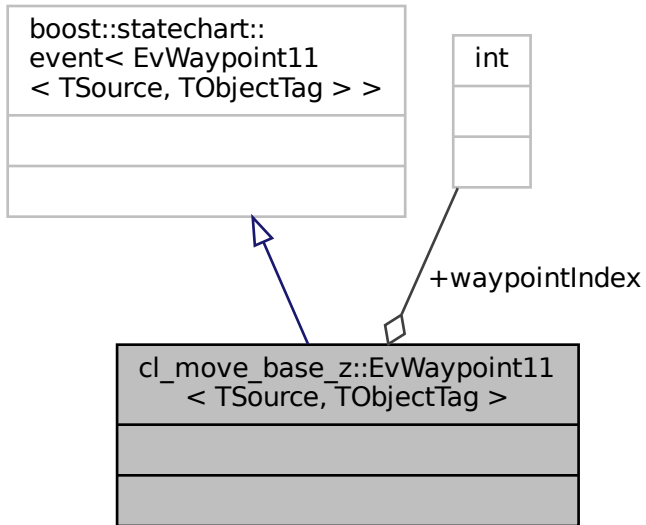 boost::statechart::
event< EvWaypoint11
< TSource, TObjectTag > >
int
+waypointIndex
cl_move_base_z::EvWaypoint11
< TSource, TObjectTag >